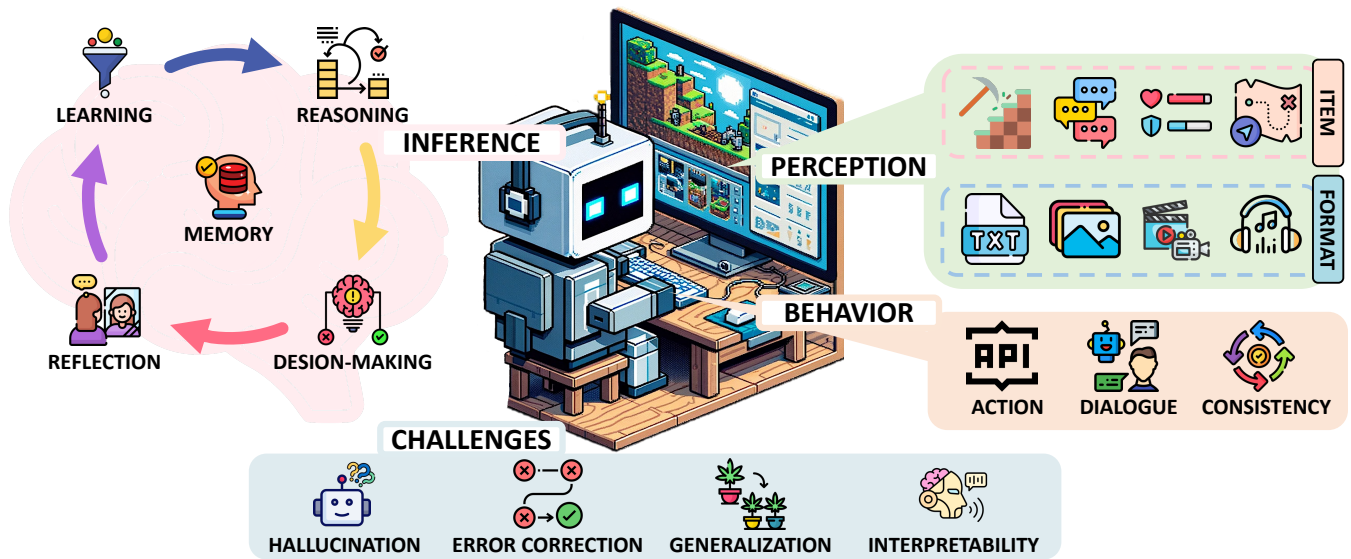 LEARNING
REASONING
INFERENCE
MEMORY
REFLECTION
DESION-MAKING
PERCEPTION
ITEM
TXT
FORMAT
BEHAVIOR
API
ACTION
DIALOGUE
CONSISTENCY
CHALLENGES
HALLUCINATION
ERROR CORRECTION
GENERALIZATION
INTERPRETABILITY